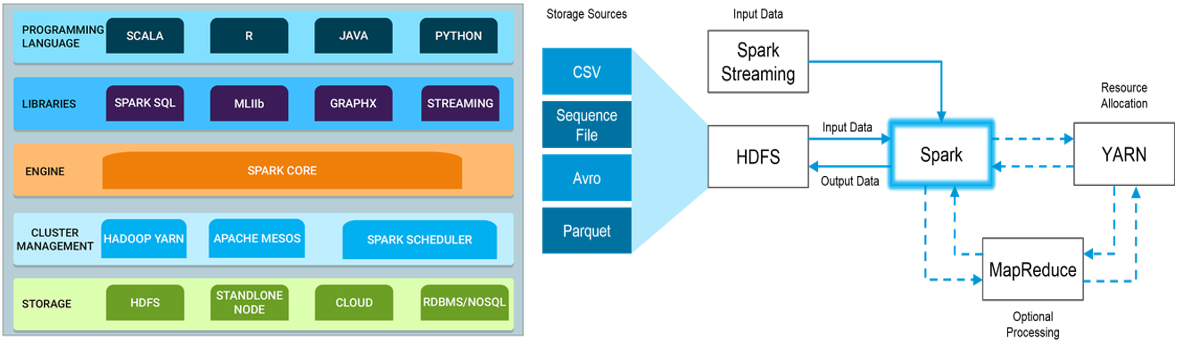 PROGRAMMING
LANGUAGE
SCALA
R
JAVA
PYTHON
LIBRARIES
SPARK SQL
MLIIb
GRAPHX
STREAMING
ENGINE
SPARK CORE
CLUSTER
MANAGEMENT
HADOOP YARN
APACHE MESOS
SPARK SCHEDULER
STORAGE
HDFS
STANDLONE
NODE
CLOUD
RDBMS/NOSQL
Storage Sources
CSV
Sequence
File
Avro
Parquet
Input Data
Spark
Streaming
HDFS
Input Data
Output Data
Spark
Resource
Allocation
YARN
MapReduce
Optional
Processing